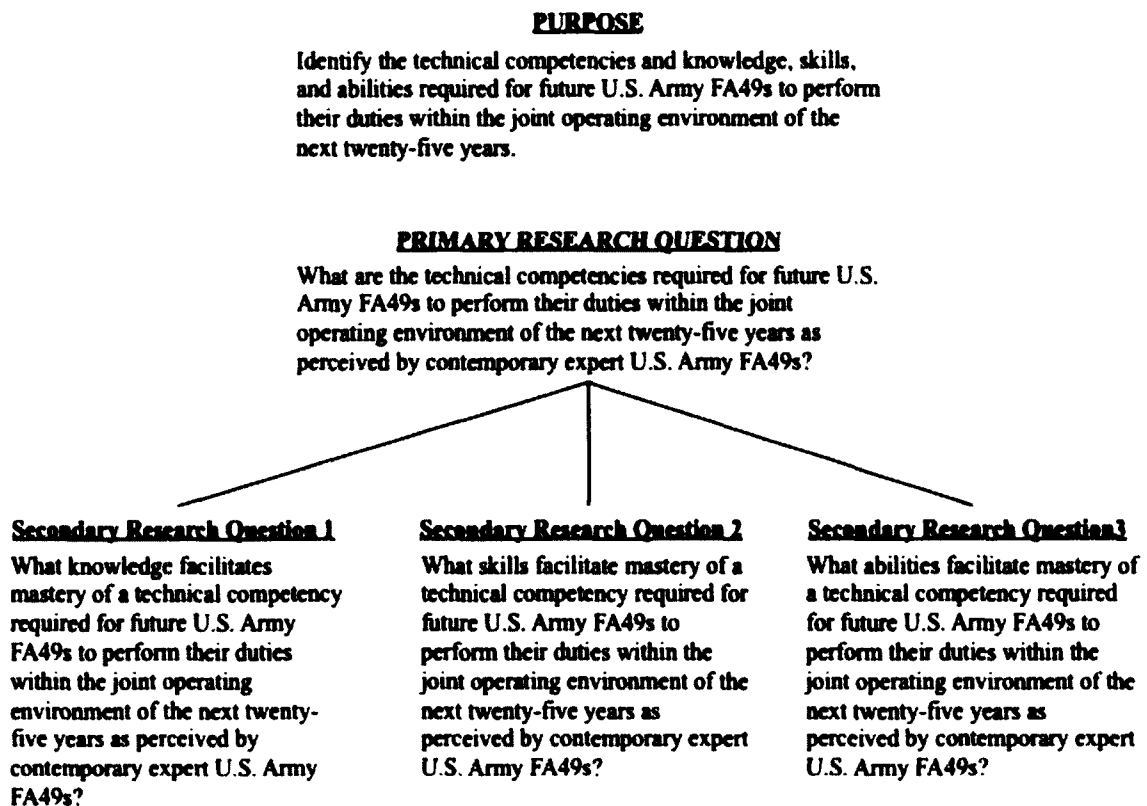 PURPOSE
Identify the technical competencies and knowledge, skills,
and abilities required for future U.S. Army FA49s to perform
their duties within the joint operating environment of the
next twenty-five years.
PRIMARY RESEARCH QUESTION
What are the technical competencies required for future U.S.
Army FA49s to perform their duties within the joint
operating environment of the next twenty-five years as
perceived by contemporary expert U.S. Army FA49s?
Secondary Research Question 1
What knowledge facilitates
mastery of a technical competency
required for future U.S. Army
FA49s to perform their duties
within the joint operating
environment of the next twenty-
five years as perceived by
contemporary expert U.S. Army
FA49s?
Secondary Research Question 2
What skills facilitate mastery of a
technical competency required for
future U.S. Army FA49s to
perform their duties within the
joint operating environment of the
next twenty-five years as
perceived by contemporary expert
U.S. Army FA49s?
Secondary Research Question3
What abilities facilitate mastery of
a technical competency required
for future U.S. Army FA49s to
perform their duties within the
joint operating environment of the
next twenty-five years as
perceived by contemporary expert
U.S. Army FA49s?